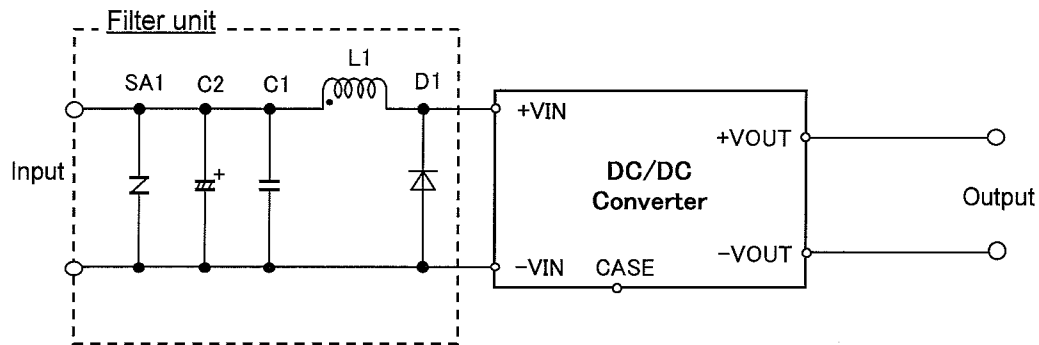 Filter unit
SA1 C2 C1 L1 D1
+
+VIN
+VOUT
Input
DC/DC
Converter
Output
-VIN CASE -VOUT